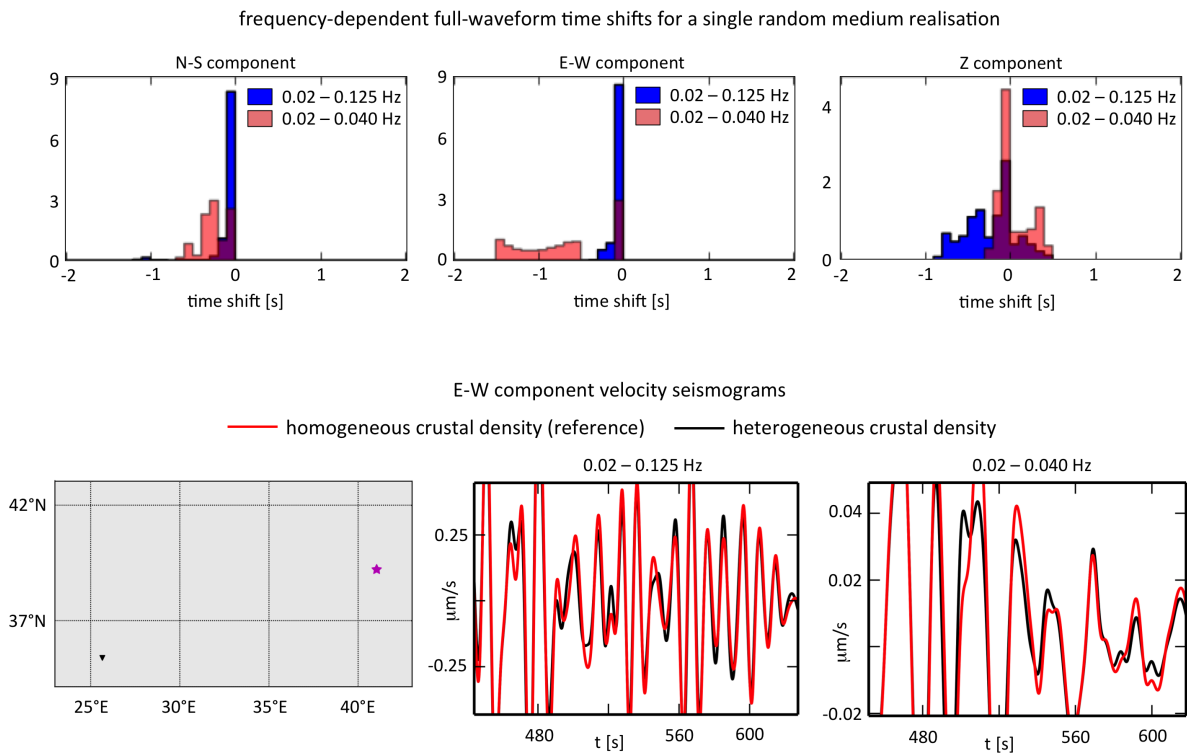 frequency-dependent full-waveform time shifts for a single random medium realisation
N-S component
E-W component
Z component
9
6
3
0
0.02 – 0.125 Hz
0.02 – 0.040 Hz
-2
-1
0
1
2
time shift [s]
9
6
3
0
0.02 – 0.125 Hz
0.02 – 0.040 Hz
-2
-1
0
1
2
time shift [s]
4
2
0
0.02 – 0.125 Hz
0.02 – 0.040 Hz
-2
-1
0
1
2
time shift [s]
E-W component velocity seismograms
homogeneous crustal density (reference)
heterogeneous crustal density
42°N
37°N
25°E
30°E
35°E
40°E
0.02 – 0.125 Hz
0.25
-0.25
μm/s
480
560
600
t [s]
0.02 – 0.040 Hz
0.04
0.02
-0.02
μm/s
480
560
600
t [s]